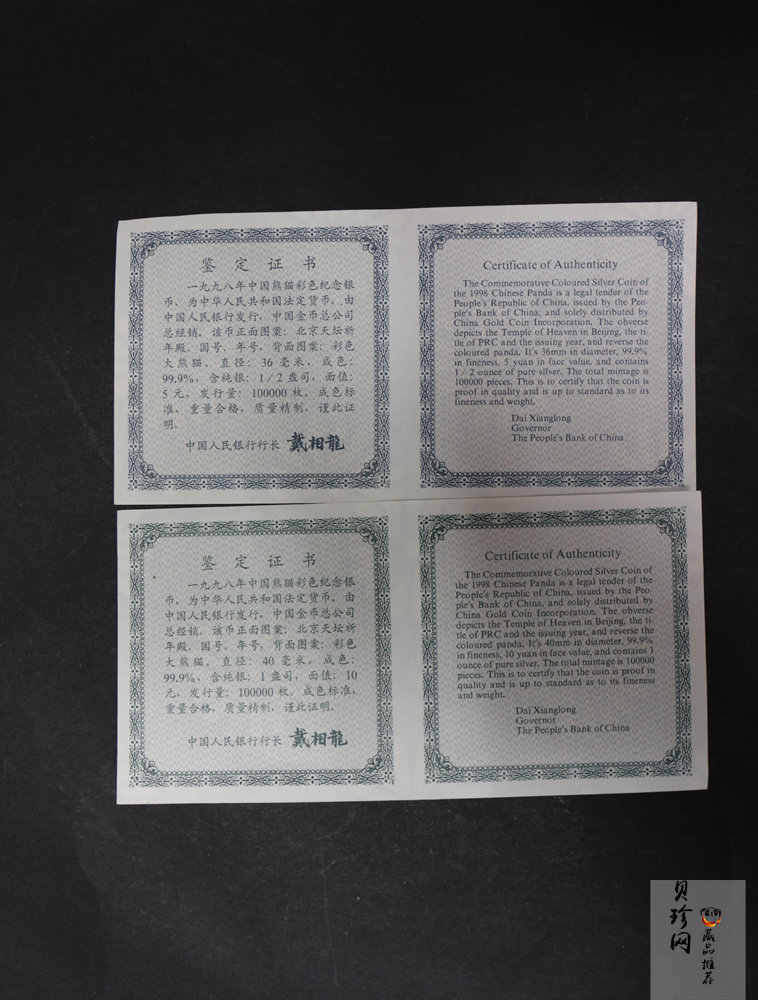 鉴定证书
一九九八年中国熊猫彩色纪念银
币，为中华人民共和国法定货币。由
中国人民银行发行，中国金币总公司
总经销。该币正面图案：北京天坛祈
年殿、国号、年号，背面图案：彩色
大熊猫。直径：36毫米，成色：
99.9%，含纯银：1/2盎司，面值：
5元，发行量：100000枚。成色标
准，重量合格，质量精制，谨此证
明。
中国人民银行行长 戴相龍
Certificate of Authenticity
The Commemorative Coloured Silver Coin of
the 1998 Chinese Panda is a legal tender of the
People's Republic of China, issued by the Peo-
ple's Bank of China, and solely distributed by
China Gold Coin Incorporation. The obverse
depicts the Temple of Heaven in Beijing, the ti-
tle of PRC and the issuing year, and reverse the
coloured panda. It's 36mm in diameter, 99.9%
in fineness, 5 yuan in face value, and contains
1/2 ounce of pure silver. The total mintage is
100000 pieces. This is to certify that the coin is
proof in quality and is up to standard as to its
fineness and weight.
Dai Xianglong
Governor
The People's Bank of China
鉴定证书
一九九八年中国熊猫彩色纪念银
币，为中华人民共和国法定货币。由
中国人民银行发行，中国金币总公司
总经销。该币正面图案：北京天坛祈
年殿、国号、年号，背面图案：彩色
大熊猫。直径：40毫米，成色：
99.9%，含纯银：1盎司，面值：10
元，发行量：100000枚。成色标准，
重量合格，质量精制，谨此证明。
中国人民银行行长 戴相龍
Certificate of Authenticity
The Commemorative Coloured Silver Coin of
the 1998 Chinese Panda is a legal tender of the
People's Republic of China, issued by the Peo-
ple's Bank of China, and solely distributed by
China Gold Coin Incorporation. The obverse
depicts the Temple of Heaven in Beijing, the ti-
tle of PRC and the issuing year, and reverse the
coloured panda. It's 40mm in diameter, 99.9%
in fineness, 10 yuan in face value, and contains 1
ounce of pure silver. The total mintage is 100000
pieces. This is to certify that the coin is proof in
quality and is up to standard as to its fineness
and weight.
Dai Xianglong
Governor
The People's Bank of China
贝珍网
藏品推荐